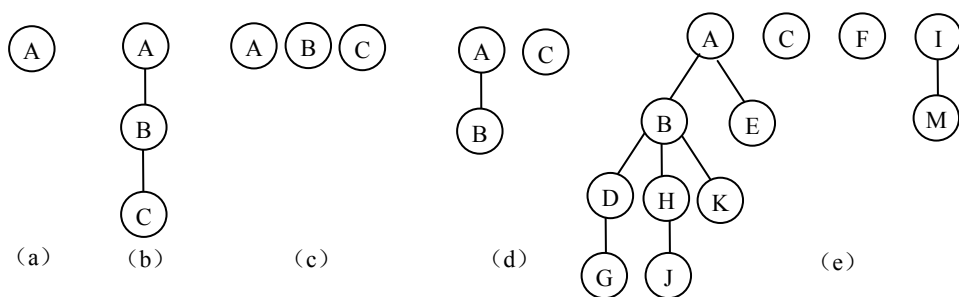 A A A B C A C A C F I
B B B E M
C D H K
G J
（a） （b） （c） （d） （e）